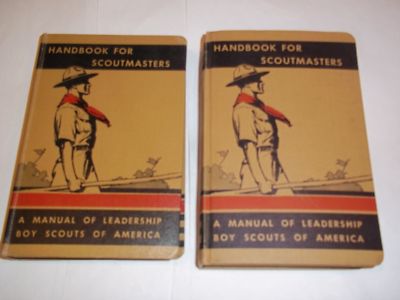 HANDBOOK FOR
SCOUTMASTERS
A MANUAL OF LEADERSHIP
BOY SCOUTS OF AMERICA
HANDBOOK FOR
SCOUTMASTERS
A MANUAL OF LEADERSHIP
BOY SCOUTS OF AMERICA